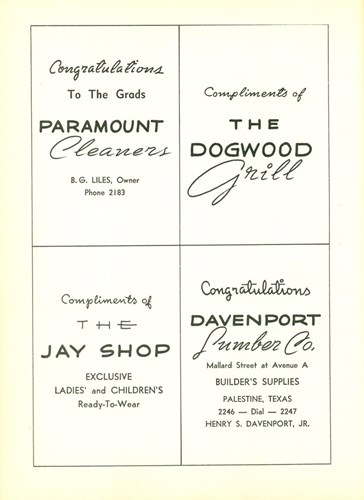 Congratulations
To The Grads
PARAMOUNT
Cleaners
B. G. LILES, Owner
Phone 2183
Compliments of
THE
DOGWOOD
Grill
Compliments of
THE
JAY SHOP
EXCLUSIVE
LADIES' and CHILDREN'S
Ready-To-Wear
Congratulations
DAVENPORT
Lumber Co.
Mallard Street at Avenue A
BUILDER'S SUPPLIES
PALESTINE, TEXAS
2246 — Dial — 2247
HENRY S. DAVENPORT, JR.